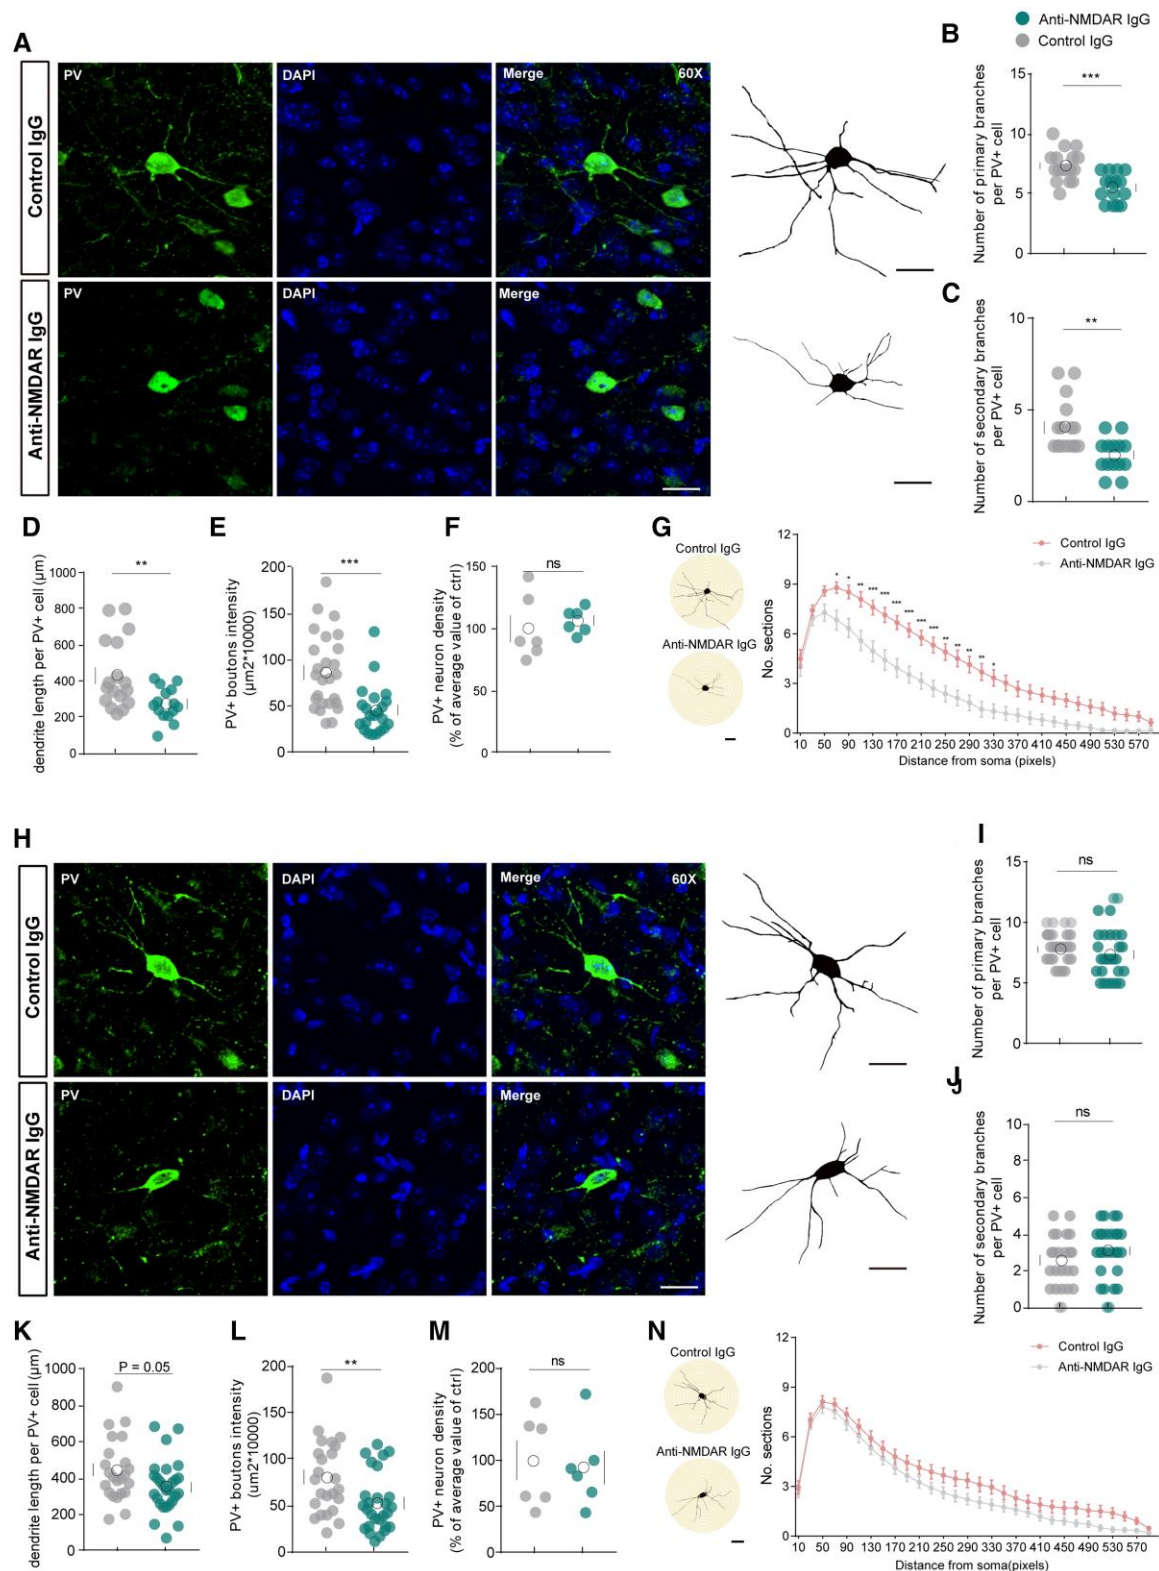 A
Control IgG
PV
DAPI
Merge
60X
Anti-NMDAR IgG
PV
DAPI
Merge
Anti-NMDAR IgG
Control IgG
B
Number of primary branches
per PV+ cell
15
10
5
0
***
C
Number of secondary branches
per PV+ cell
10
5
0
**
D
dendrite length per PV+ cell (µm)
1000
800
600
400
200
0
**
E
PV+ boutons intensity
(µm2*10000)
200
150
100
50
0
***
F
PV+ neuron density
(% of average value of ctrl)
150
100
50
0
ns
G
Control IgG
Anti-NMDAR IgG
No. sections
12
9
6
3
0
* * ** *** *** *** *** *** *** ** ** ** ** *
Control IgG
Anti-NMDAR IgG
10 50 90 130 170 210 250 290 330 370 410 450 490 530 570
Distance from soma (pixels)
H
Control IgG
PV
DAPI
Merge
60X
Anti-NMDAR IgG
PV
DAPI
Merge
I
Number of primary branches
per PV+ cell
15
10
5
0
ns
J
Number of secondary branches
per PV+ cell
10
8
6
4
2
0
ns
K
dendrite length per PV+ cell (µm)
1000
800
600
400
200
0
P = 0.05
L
PV+ boutons intensity
(µm2*10000)
200
150
100
50
0
**
M
PV+ neuron density
(% of average value of ctrl)
200
150
100
50
0
ns
N
Control IgG
Anti-NMDAR IgG
No. sections
12
9
6
3
0
Control IgG
Anti-NMDAR IgG
10 50 90 130 170 210 250 290 330 370 410 450 490 530 570
Distance from soma(pixels)